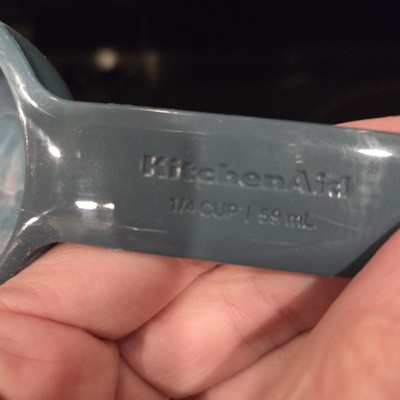 KitchenAid
1/4 CUP | 59 mL